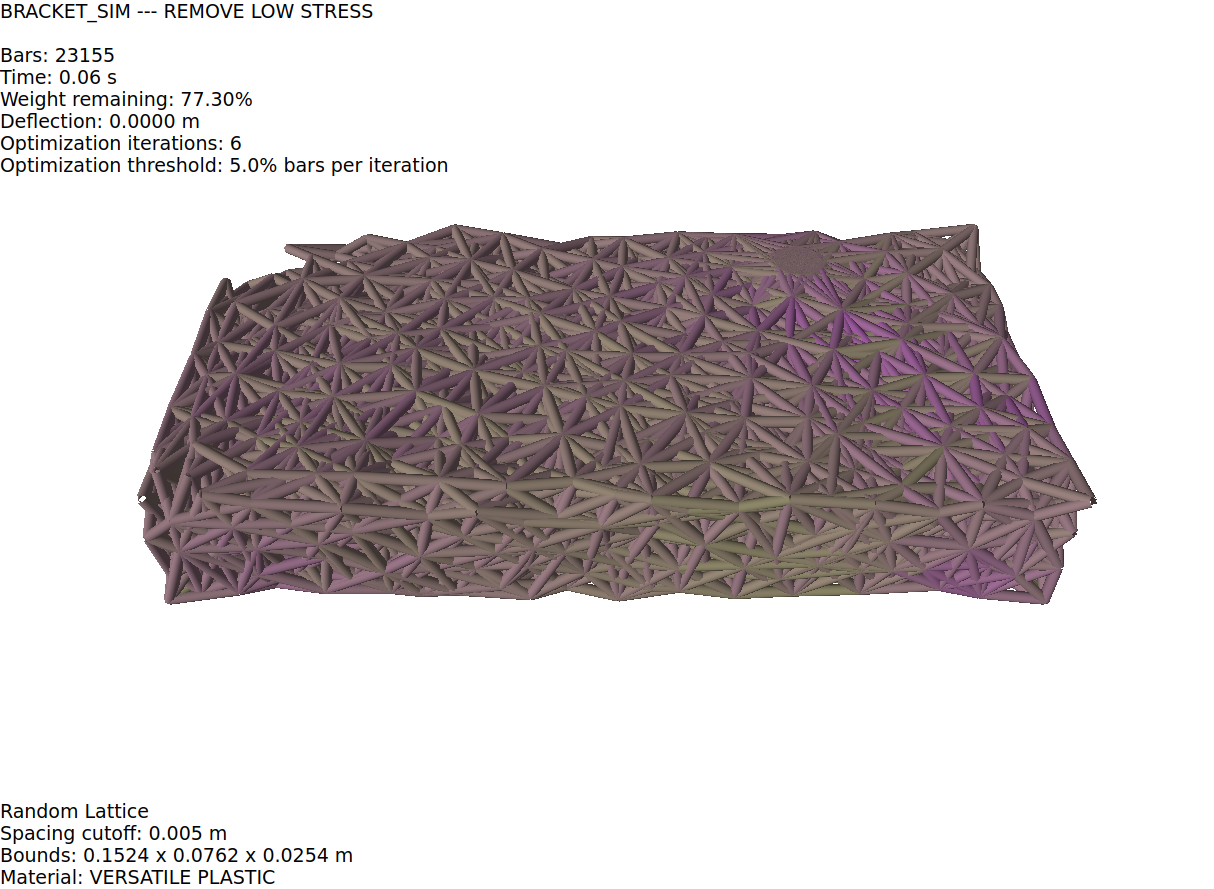 BRACKET_SIM --- REMOVE LOW STRESS
Bars: 23155
Time: 0.06 s
Weight remaining: 77.30%
Deflection: 0.0000 m
Optimization iterations: 6
Optimization threshold: 5.0% bars per iteration
Random Lattice
Spacing cutoff: 0.005 m
Bounds: 0.1524 x 0.0762 x 0.0254 m
Material: VERSATILE PLASTIC